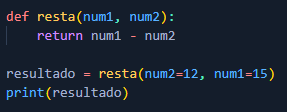 def resta(num1, num2):
    return num1 - num2

resultado = resta(num2=12, num1=15)
print(resultado)